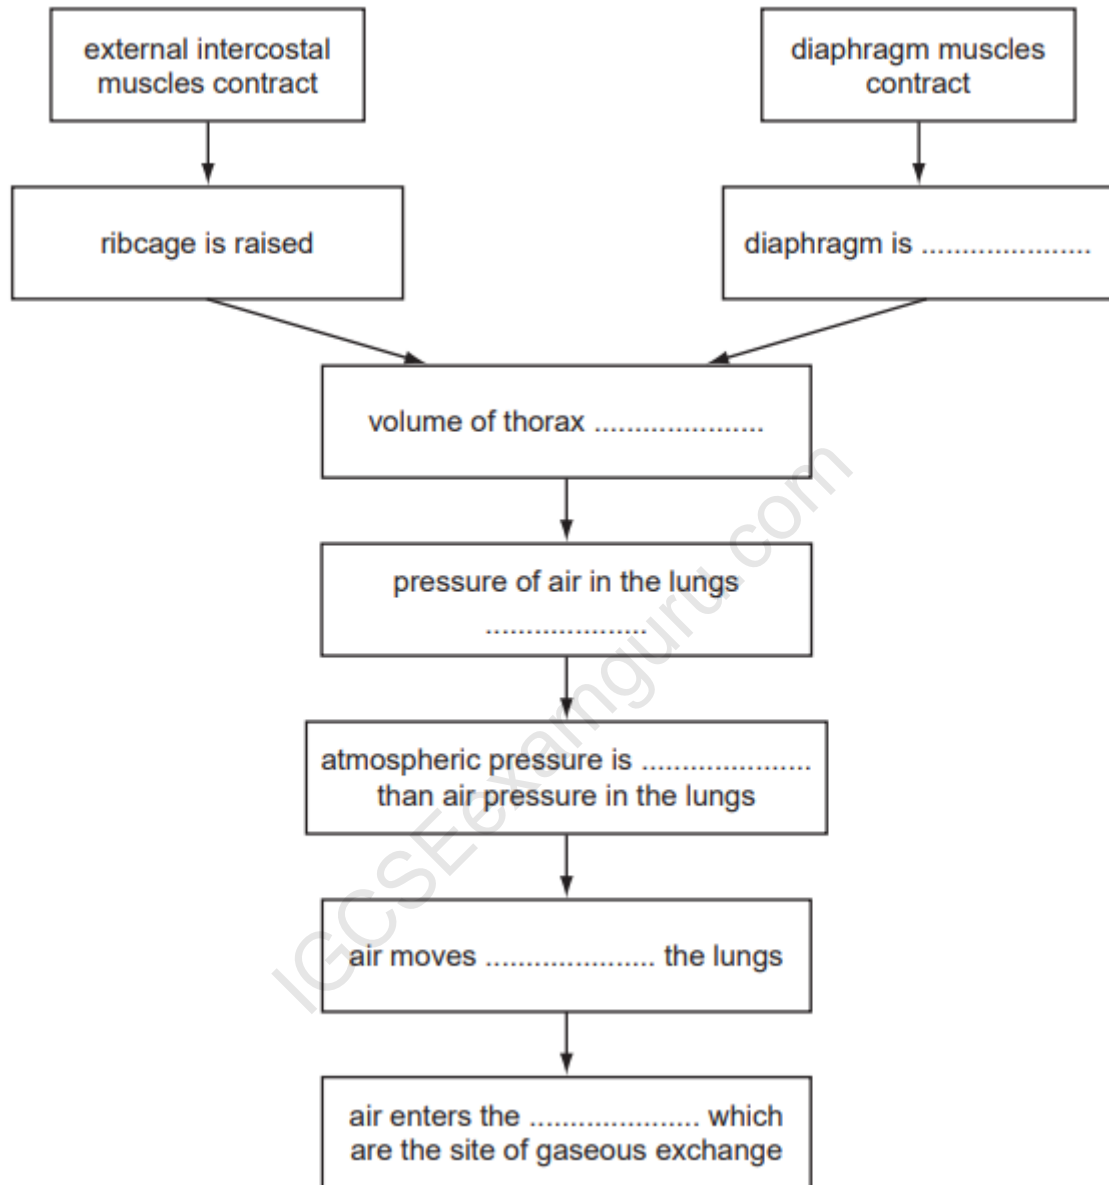 external intercostal
muscles contract
diaphragm muscles
contract
ribcage is raised
diaphragm is .....................
volume of thorax .....................
pressure of air in the lungs
....................
atmospheric pressure is .....................
than air pressure in the lungs
air moves ..................... the lungs
air enters the ..................... which
are the site of gaseous exchange
IGCSEexamguru.com